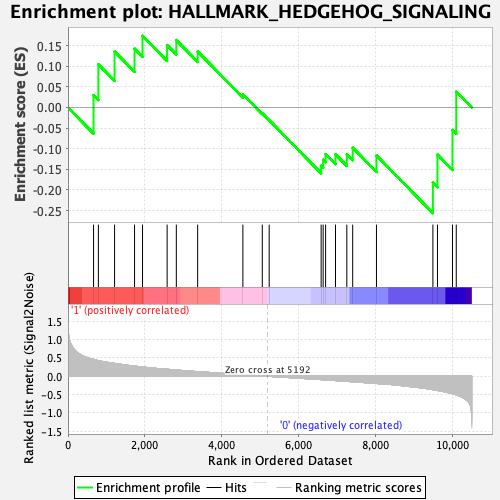 Enrichment plot: HALLMARK_HEDGEHOG_SIGNALING
Enrichment score (ES)
0.15
0.10
0.05
0.00
-0.05
-0.10
-0.15
-0.20
-0.25
'1' (positively correlated)
Ranked list metric (Signal2Noise)
1.5
1.0
0.5
0.0
-0.5
-1.0
-1.5
Zero cross at 5192
'0' (negatively correlated)
0 2,000 4,000 6,000 8,000 10,000
Rank in Ordered Dataset
Enrichment profile Hits Ranking metric scores